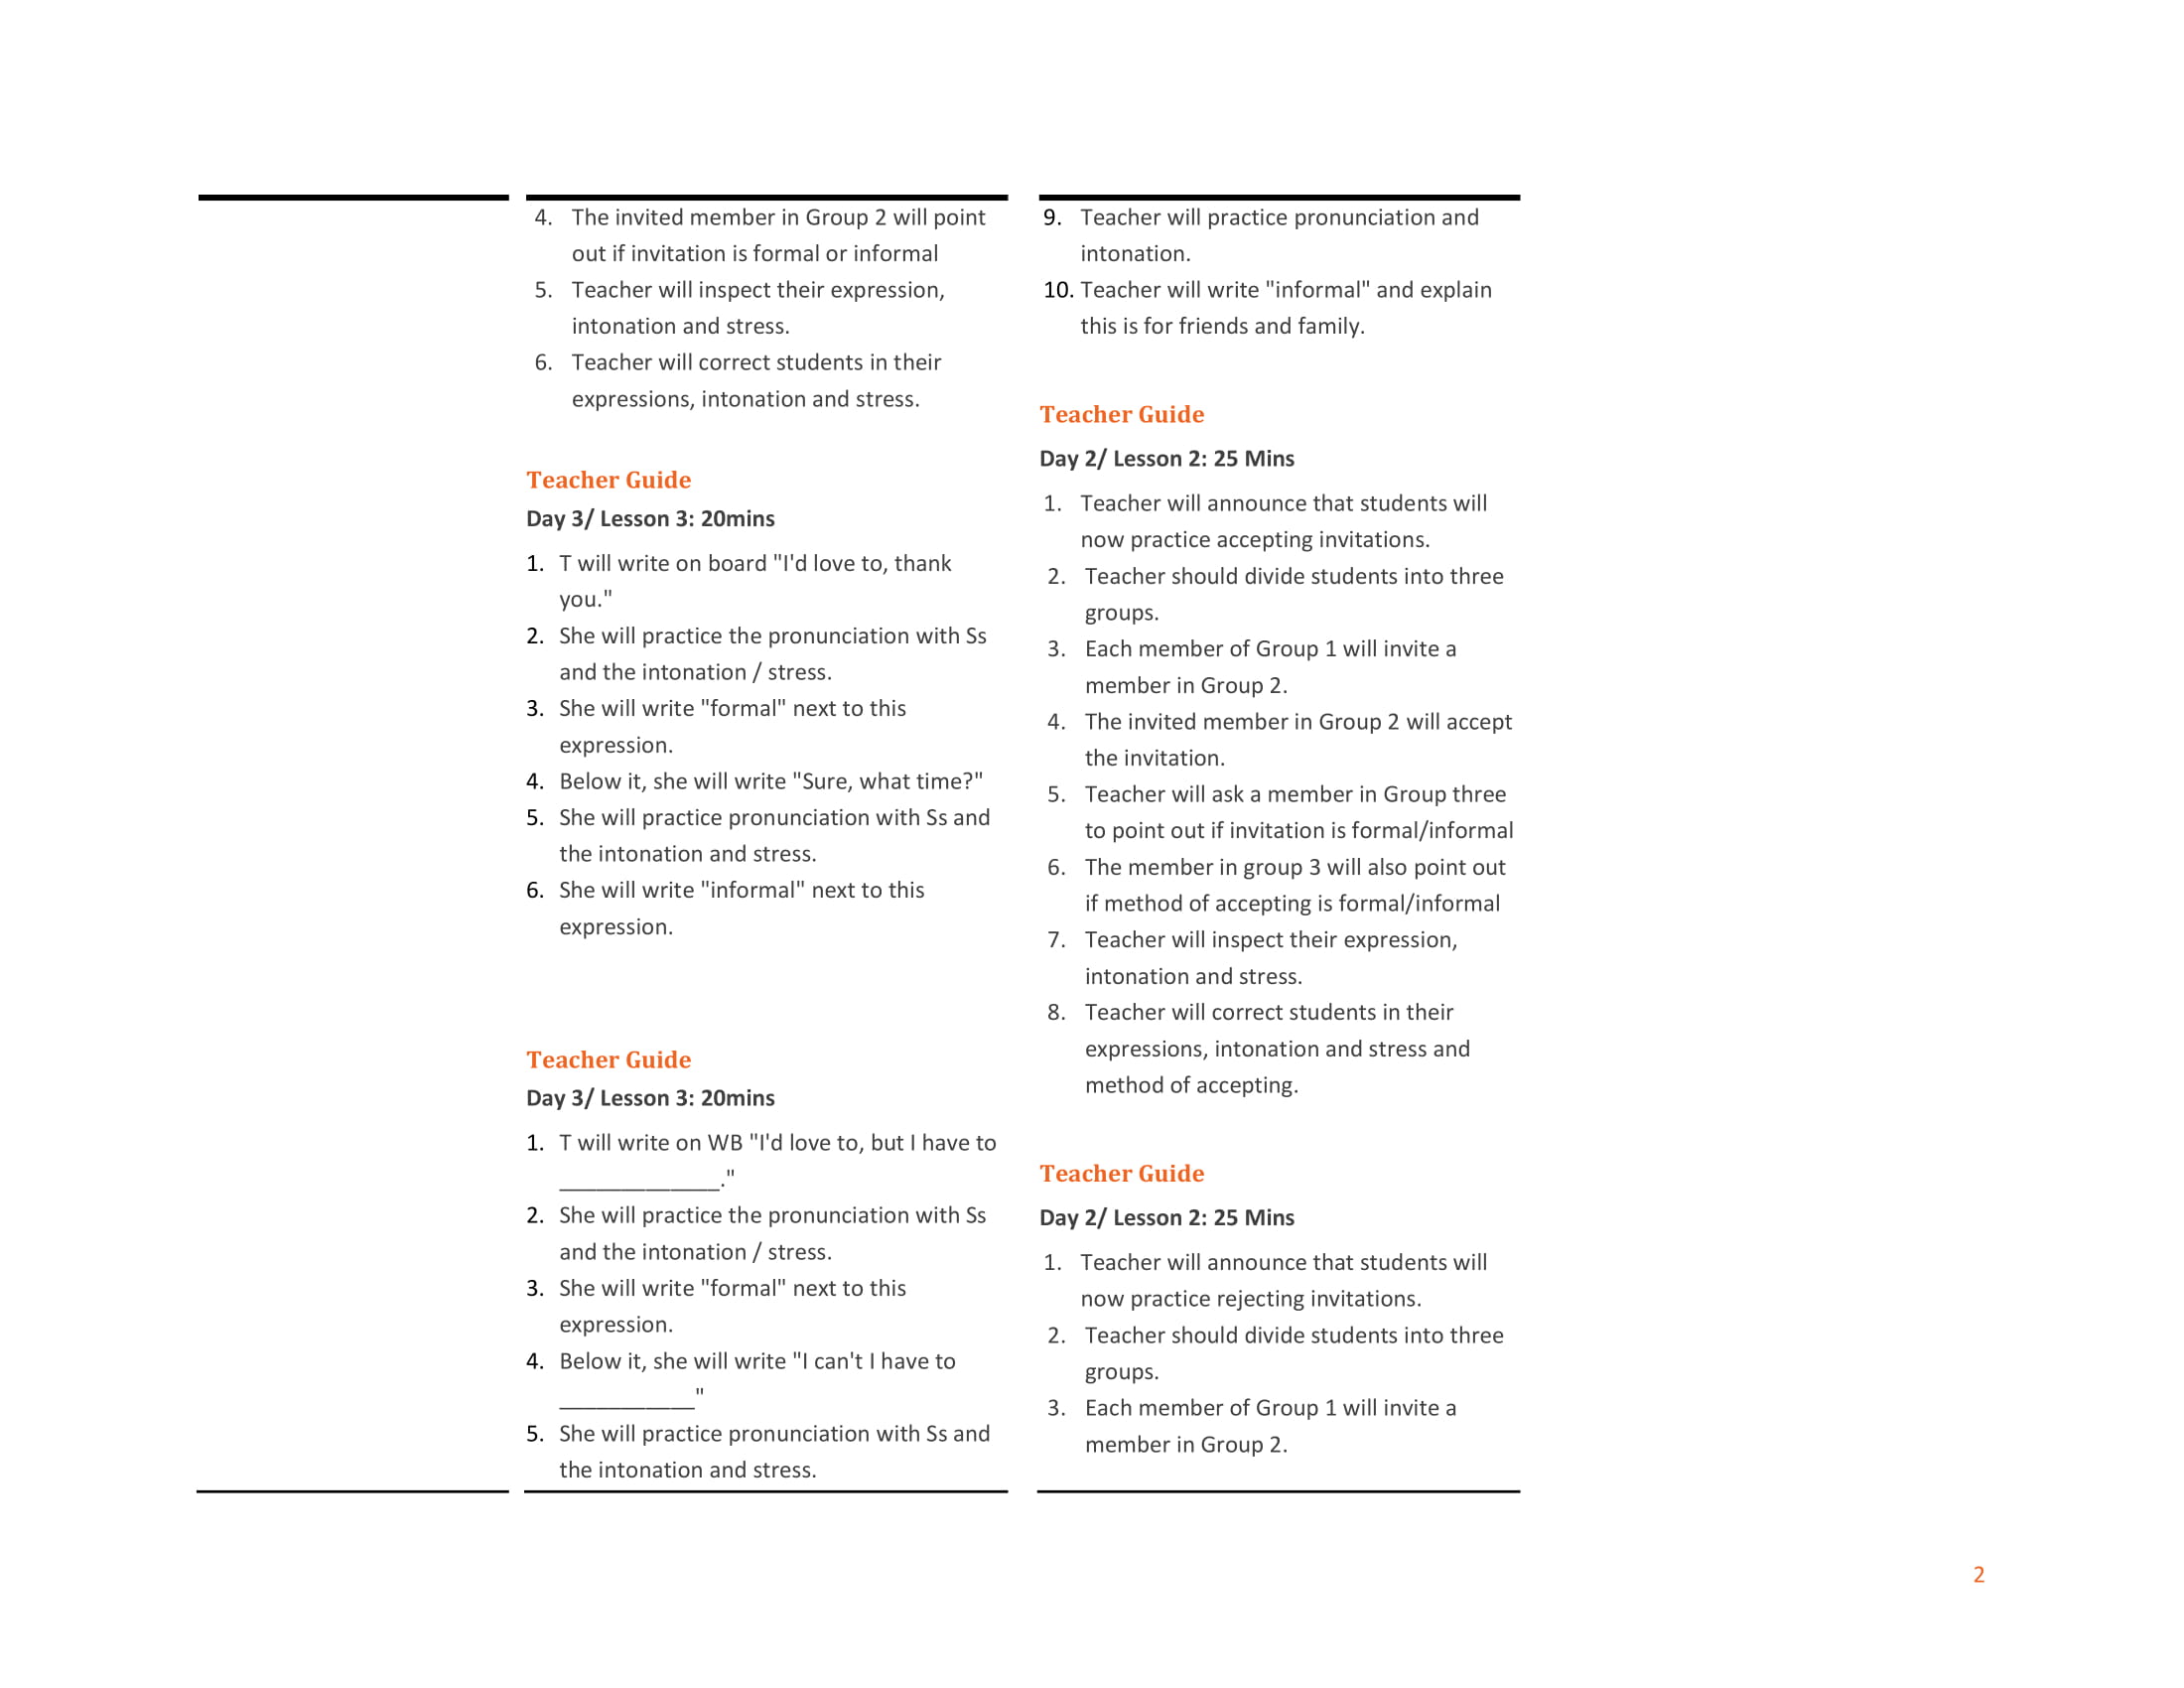 4. The invited member in Group 2 will point
out if invitation is formal or informal
5. Teacher will inspect their expression,
intonation and stress.
6. Teacher will correct students in their
expressions, intonation and stress.
Teacher Guide
Day 3/ Lesson 3: 20mins
1. T will write on board "I'd love to, thank
you."
2. She will practice the pronunciation with Ss
and the intonation / stress.
3. She will write "formal" next to this
expression.
4. Below it, she will write "Sure, what time?"
5. She will practice pronunciation with Ss and
the intonation and stress.
6. She will write "informal" next to this
expression.
Teacher Guide
Day 3/ Lesson 3: 20mins
1. T will write on WB "I'd love to, but I have to
_____________."
2. She will practice the pronunciation with Ss
and the intonation / stress.
3. She will write "formal" next to this
expression.
4. Below it, she will write "I can't I have to
___________"
5. She will practice pronunciation with Ss and
the intonation and stress.
9. Teacher will practice pronunciation and
intonation.
10. Teacher will write "informal" and explain
this is for friends and family.
Teacher Guide
Day 2/ Lesson 2: 25 Mins
1. Teacher will announce that students will
now practice accepting invitations.
2. Teacher should divide students into three
groups.
3. Each member of Group 1 will invite a
member in Group 2.
4. The invited member in Group 2 will accept
the invitation.
5. Teacher will ask a member in Group three
to point out if invitation is formal/informal
6. The member in group 3 will also point out
if method of accepting is formal/informal
7. Teacher will inspect their expression,
intonation and stress.
8. Teacher will correct students in their
expressions, intonation and stress and
method of accepting.
Teacher Guide
Day 2/ Lesson 2: 25 Mins
1. Teacher will announce that students will
now practice rejecting invitations.
2. Teacher should divide students into three
groups.
3. Each member of Group 1 will invite a
member in Group 2.
2